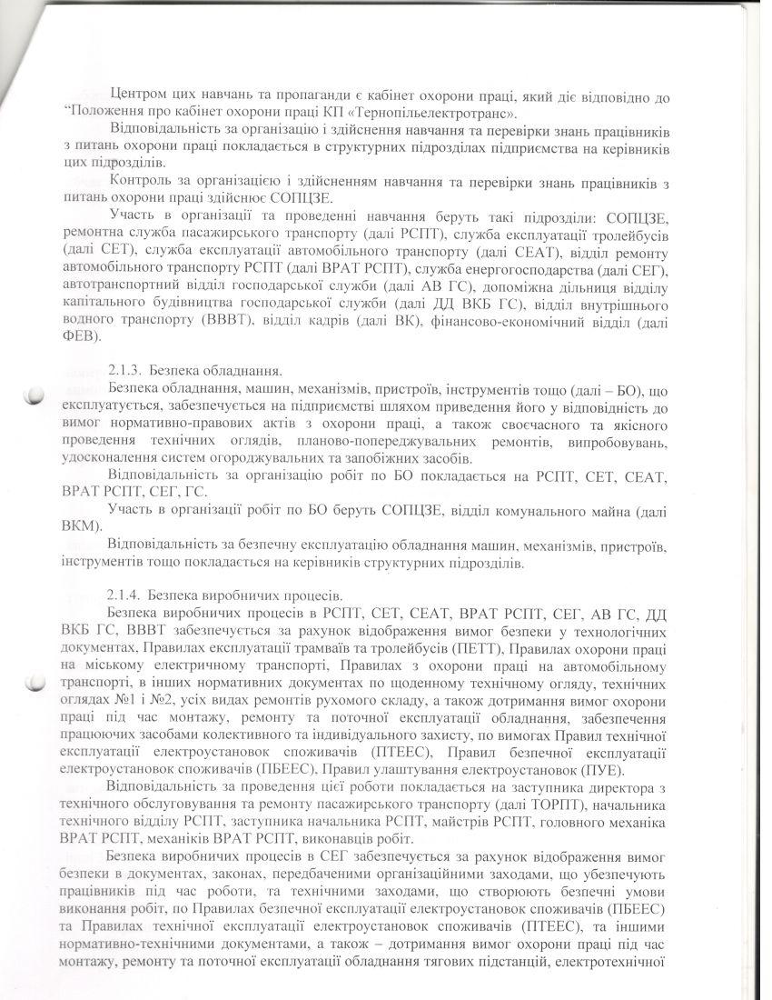 Центром цих навчань та пропаганди є кабінет охорони праці, який діє відповідно до
“Положення про кабінет охорони праці КП «Тернопільелектротранс».
Відповідальність за організацію і здійснення навчання та перевірки знань працівників
з питань охорони праці покладається в структурних підрозділах підприємства на керівників
цих підрозділів.
Контроль за організацією і здійсненням навчання та перевірки знань працівників з
питань охорони праці здійснює СОПЦЗЕ.
Участь в організації та проведенні навчання беруть такі підрозділи: СОПЦЗЕ,
ремонтна служба пасажирського транспорту (далі РСПТ), служба експлуатації тролейбусів
(далі СЕТ), служба експлуатації автомобільного транспорту (далі СЕАТ), відділ ремонту
автомобільного транспорту РСПТ (далі ВРАТ РСПТ), служба енергогосподарства (далі СЕГ),
автотранспортний відділ господарської служби (далі АВ ГС), допоміжна дільниця відділу
капітального будівництва господарської служби (далі ДД ВКБ ГС), відділ внутрішнього
водного транспорту (ВВВТ), відділ кадрів (далі ВК), фінансово-економічний відділ (далі
ФЕВ).
2.1.3. Безпека обладнання.
Безпека обладнання, машин, механізмів, пристроїв, інструментів тощо (далі – БО), що
експлуатується, забезпечується на підприємстві шляхом приведення його у відповідність до
вимог нормативно-правових актів з охорони праці, а також своєчасного та якісного
проведення технічних оглядів, планово-попереджувальних ремонтів, випробовувань,
удосконалення систем огороджувальних та запобіжних засобів.
Відповідальність за організацію робіт по БО покладається на РСПТ, СЕТ, СЕАТ,
ВРАТ РСПТ, СЕГ, ГС.
Участь в організації робіт по БО беруть СОПЦЗЕ, відділ комунального майна (далі
ВКМ).
Відповідальність за безпечну експлуатацію обладнання машин, механізмів, пристроїв,
інструментів тощо покладається на керівників структурних підрозділів.
2.1.4. Безпека виробничих процесів.
Безпека виробничих процесів в РСПТ, СЕТ, СЕАТ, ВРАТ РСПТ, СЕГ, АВ ГС, ДД
ВКБ ГС, ВВВТ забезпечується за рахунок відображення вимог безпеки у технологічних
документах, Правилах експлуатації трамваїв та тролейбусів (ПЕТТ), Правилах охорони праці
на міському електричному транспорті, Правилах з охорони праці на автомобільному
транспорті, в інших нормативних документах по щоденному технічному огляду, технічних
оглядах №1 і №2, усіх видах ремонтів рухомого складу, а також дотримання вимог охорони
праці під час монтажу, ремонту та поточної експлуатації обладнання, забезпечення
працюючих засобами колективного та індивідуального захисту, по вимогах Правил технічної
експлуатації електроустановок споживачів (ПТЕЕС), Правил безпечної експлуатації
електроустановок споживачів (ПБЕЕС), Правил улаштування електроустановок (ПУЕ).
Відповідальність за проведення цієї роботи покладається на заступника директора з
технічного обслуговування та ремонту пасажирського транспорту (далі ТОРПТ), начальника
технічного відділу РСПТ, заступника начальника РСПТ, майстрів РСПТ, головного механіка
ВРАТ РСПТ, механіків ВРАТ РСПТ, виконавців робіт.
Безпека виробничих процесів в СЕГ забезпечується за рахунок відображення вимог
безпеки в документах, законах, передбаченими організаційними заходами, що убезпечують
працівників під час роботи, та технічними заходами, що створюють безпечні умови
виконання робіт, по Правилах безпечної експлуатації електроустановок споживачів (ПБЕЕС)
та Правилах технічної експлуатації електроустановок споживачів (ПТЕЕС), та іншими
нормативно-технічними документами, а також – дотримання вимог охорони праці під час
монтажу, ремонту та поточної експлуатації обладнання тягових підстанцій, електротехнічної